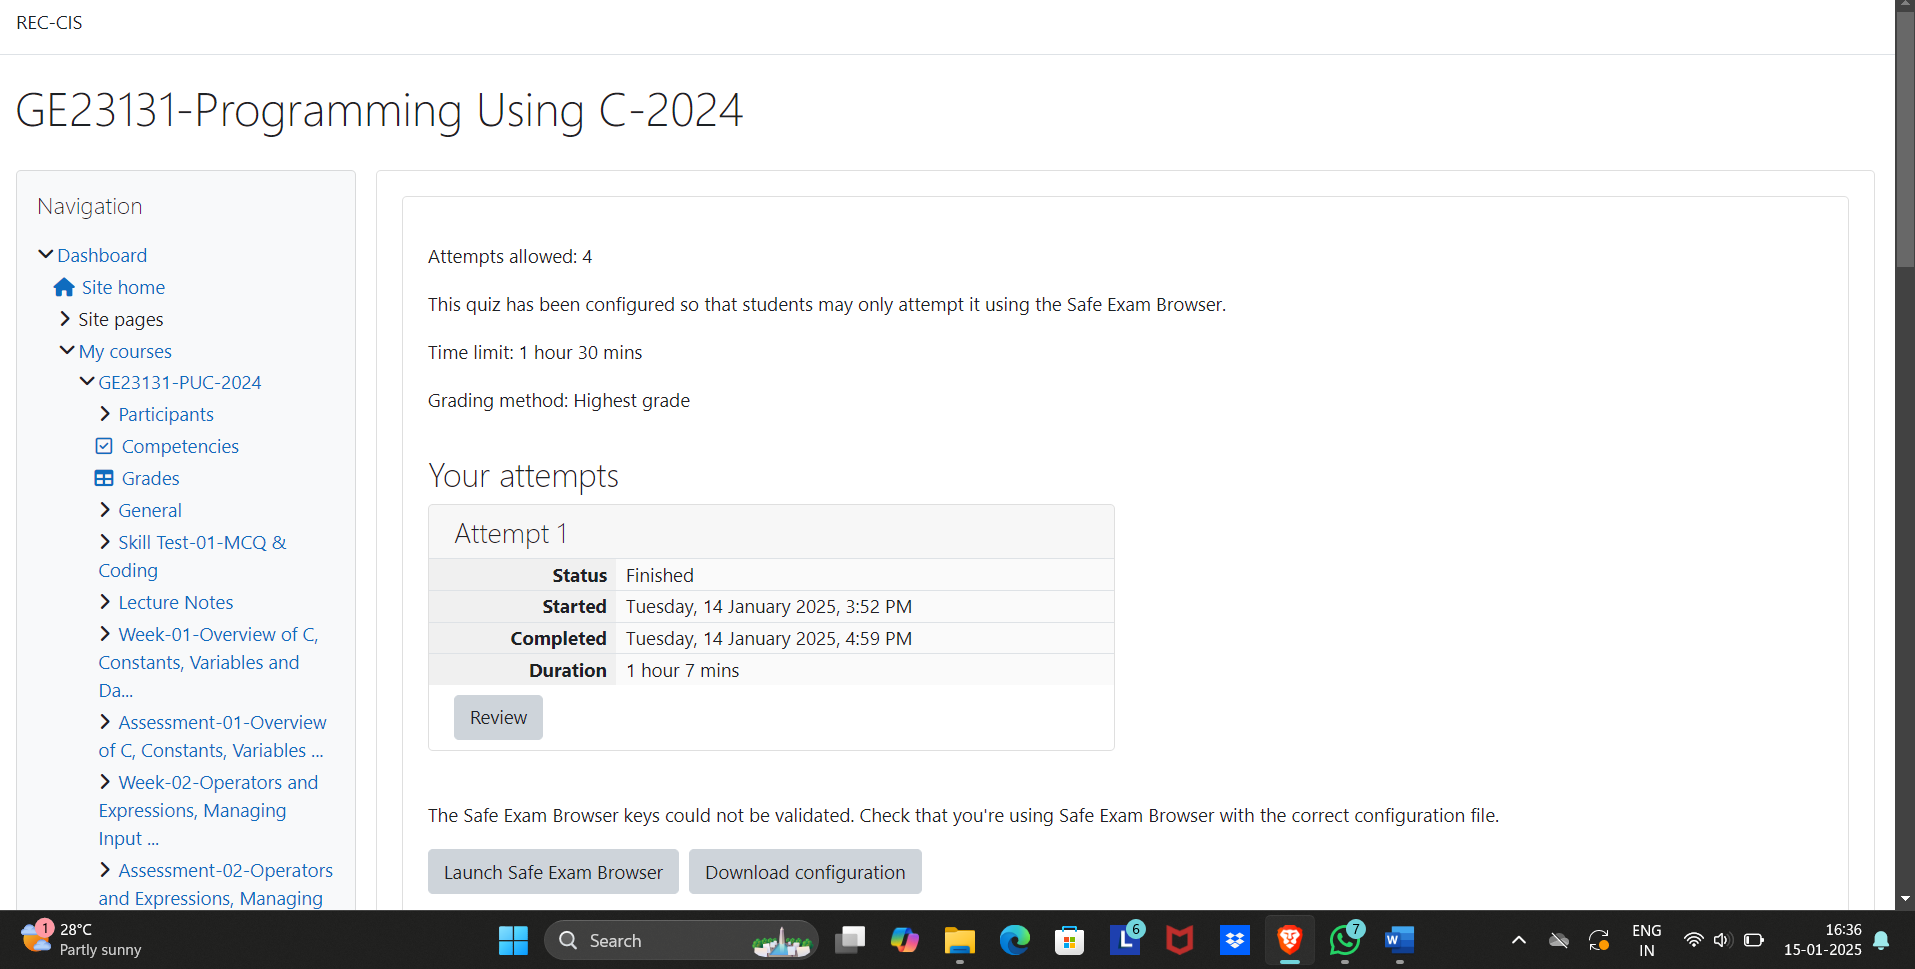 REC-CIS
GE23131-Programming Using C-2024
Navigation
Dashboard
Site home
Site pages
My courses
GE23131-PUC-2024
Participants
Competencies
Grades
General
Skill Test-01-MCQ &
Coding
Lecture Notes
Week-01-Overview of C,
Constants, Variables and
Da...
Assessment-01-Overview
of C, Constants, Variables ...
Week-02-Operators and
Expressions, Managing
Input ...
Assessment-02-Operators
and Expressions, Managing
Attempts allowed: 4
This quiz has been configured so that students may only attempt it using the Safe Exam Browser.
Time limit: 1 hour 30 mins
Grading method: Highest grade
Your attempts
Attempt 1
Status Finished
Started Tuesday, 14 January 2025, 3:52 PM
Completed Tuesday, 14 January 2025, 4:59 PM
Duration 1 hour 7 mins
Review
The Safe Exam Browser keys could not be validated. Check that you're using Safe Exam Browser with the correct configuration file.
Launch Safe Exam Browser Download configuration
1
28°C
Partly sunny
Search
L 6
7
W
ENG
IN
16:36
15-01-2025